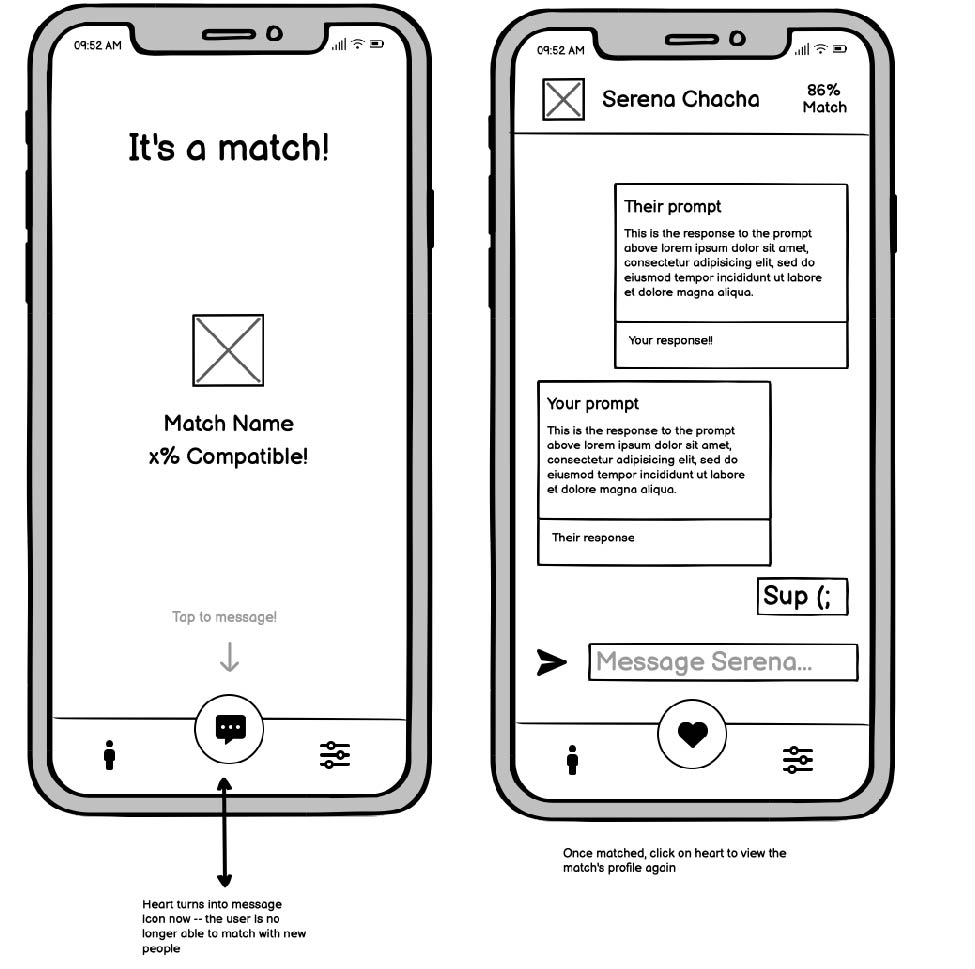 09:52 AM
It's a match!
Match Name
x% Compatible!
Tap to message!
Heart turns into message
icon now -- the user is no
longer able to match with new
people
09:52 AM
Serena Chacha
86%
Match
Their prompt
This is the response to the prompt
above lorem ipsum dolor sit amet,
consectetur adipisicing elit, sed do
eiusmod tempor incididunt ut labore
et dolore magna aliqua.
Your response!!
Your prompt
This is the response to the prompt
above lorem ipsum dolor sit amet,
consectetur adipisicing elit, sed do
eiusmod tempor incididunt ut labore
et dolore magna aliqua.
Their response
Sup (;
Message Serena...
Once matched, click on heart to view the
match's profile again